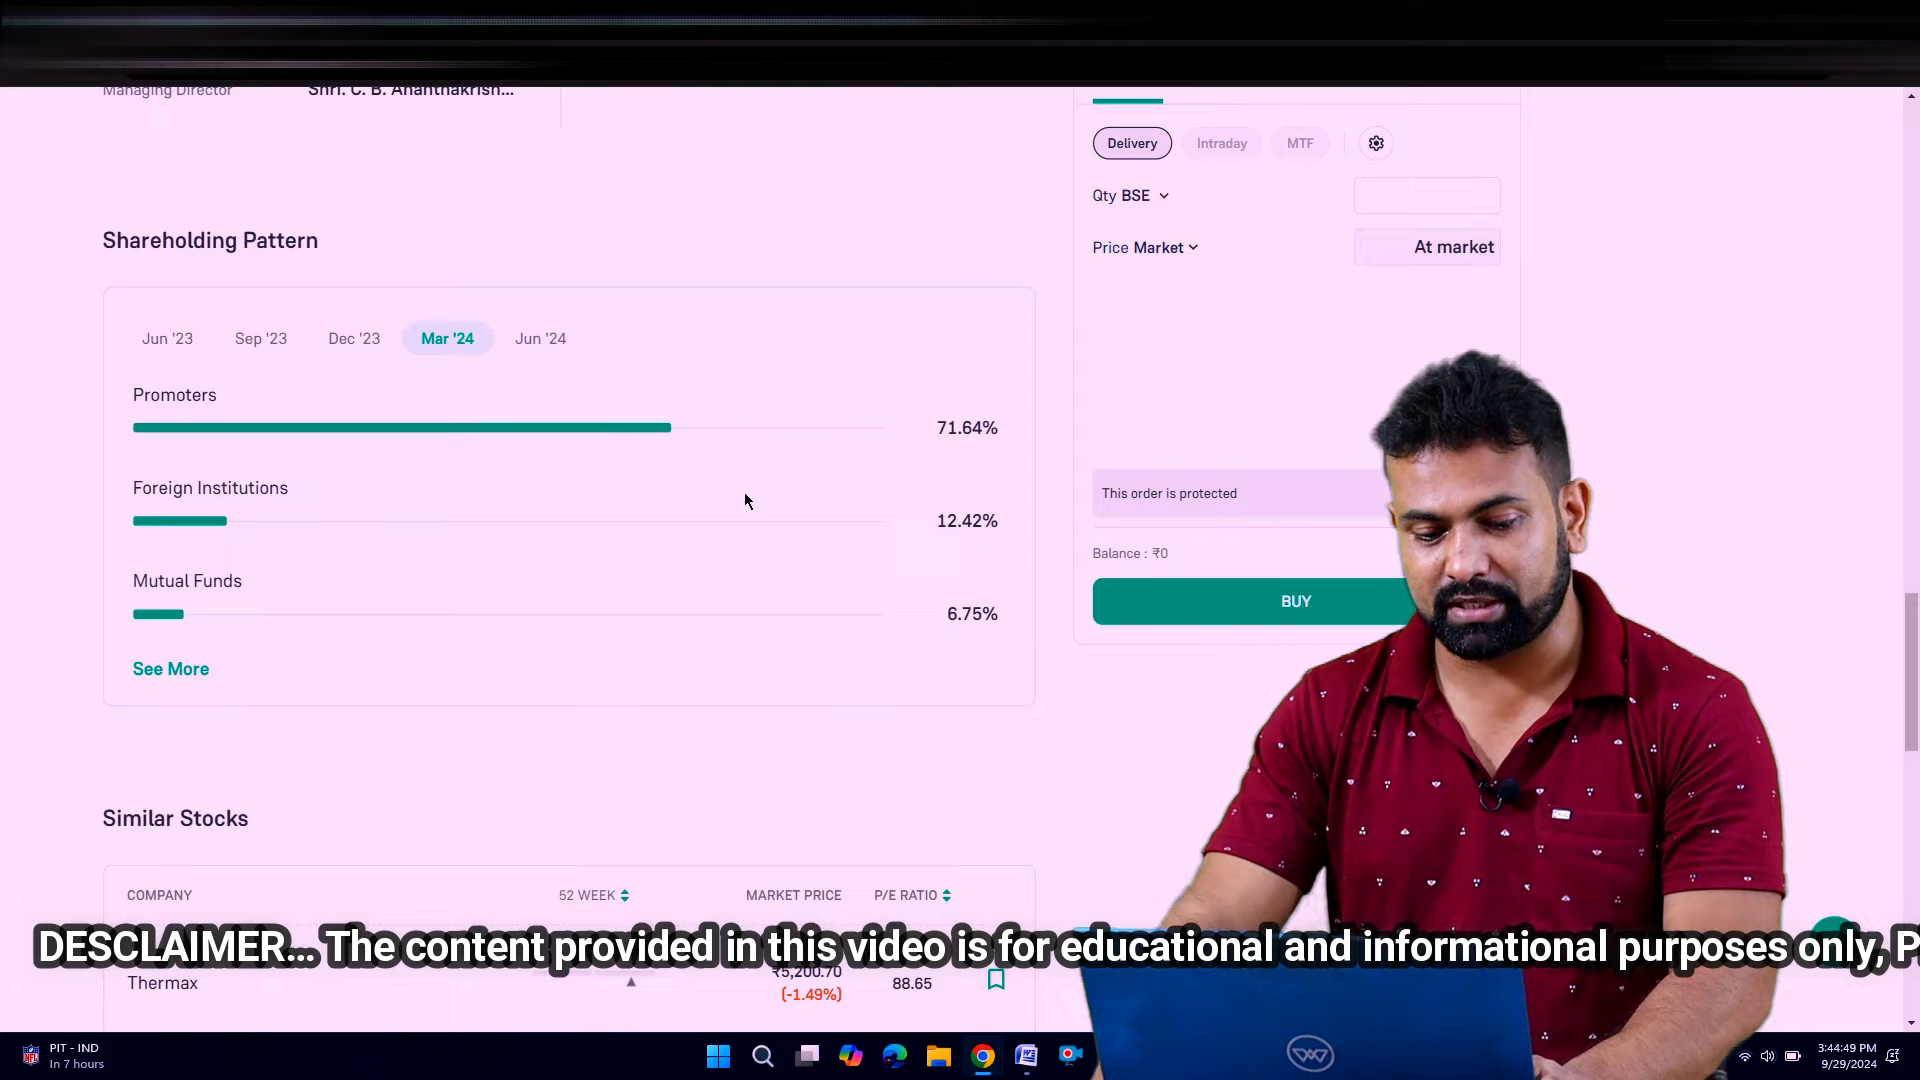 Managing Director Shri. C. B. Ananthakrish...
Delivery Intraday MTF
Qty BSE
Price Market At market
Shareholding Pattern
Jun '23 Sep '23 Dec '23 Mar '24 Jun '24
Promoters
71.64%
Foreign Institutions
12.42%
Mutual Funds
6.75%
See More
This order is protected
Balance : ₹0
BUY
Similar Stocks
COMPANY 52 WEEK MARKET PRICE P/E RATIO
DESCLAIMER... The content provided in this video is for educational and informational purposes only, P
Thermax ₹5,200.70 88.65
(-1.49%)
PIT - IND
In 7 hours
3:44:49 PM
9/29/2024